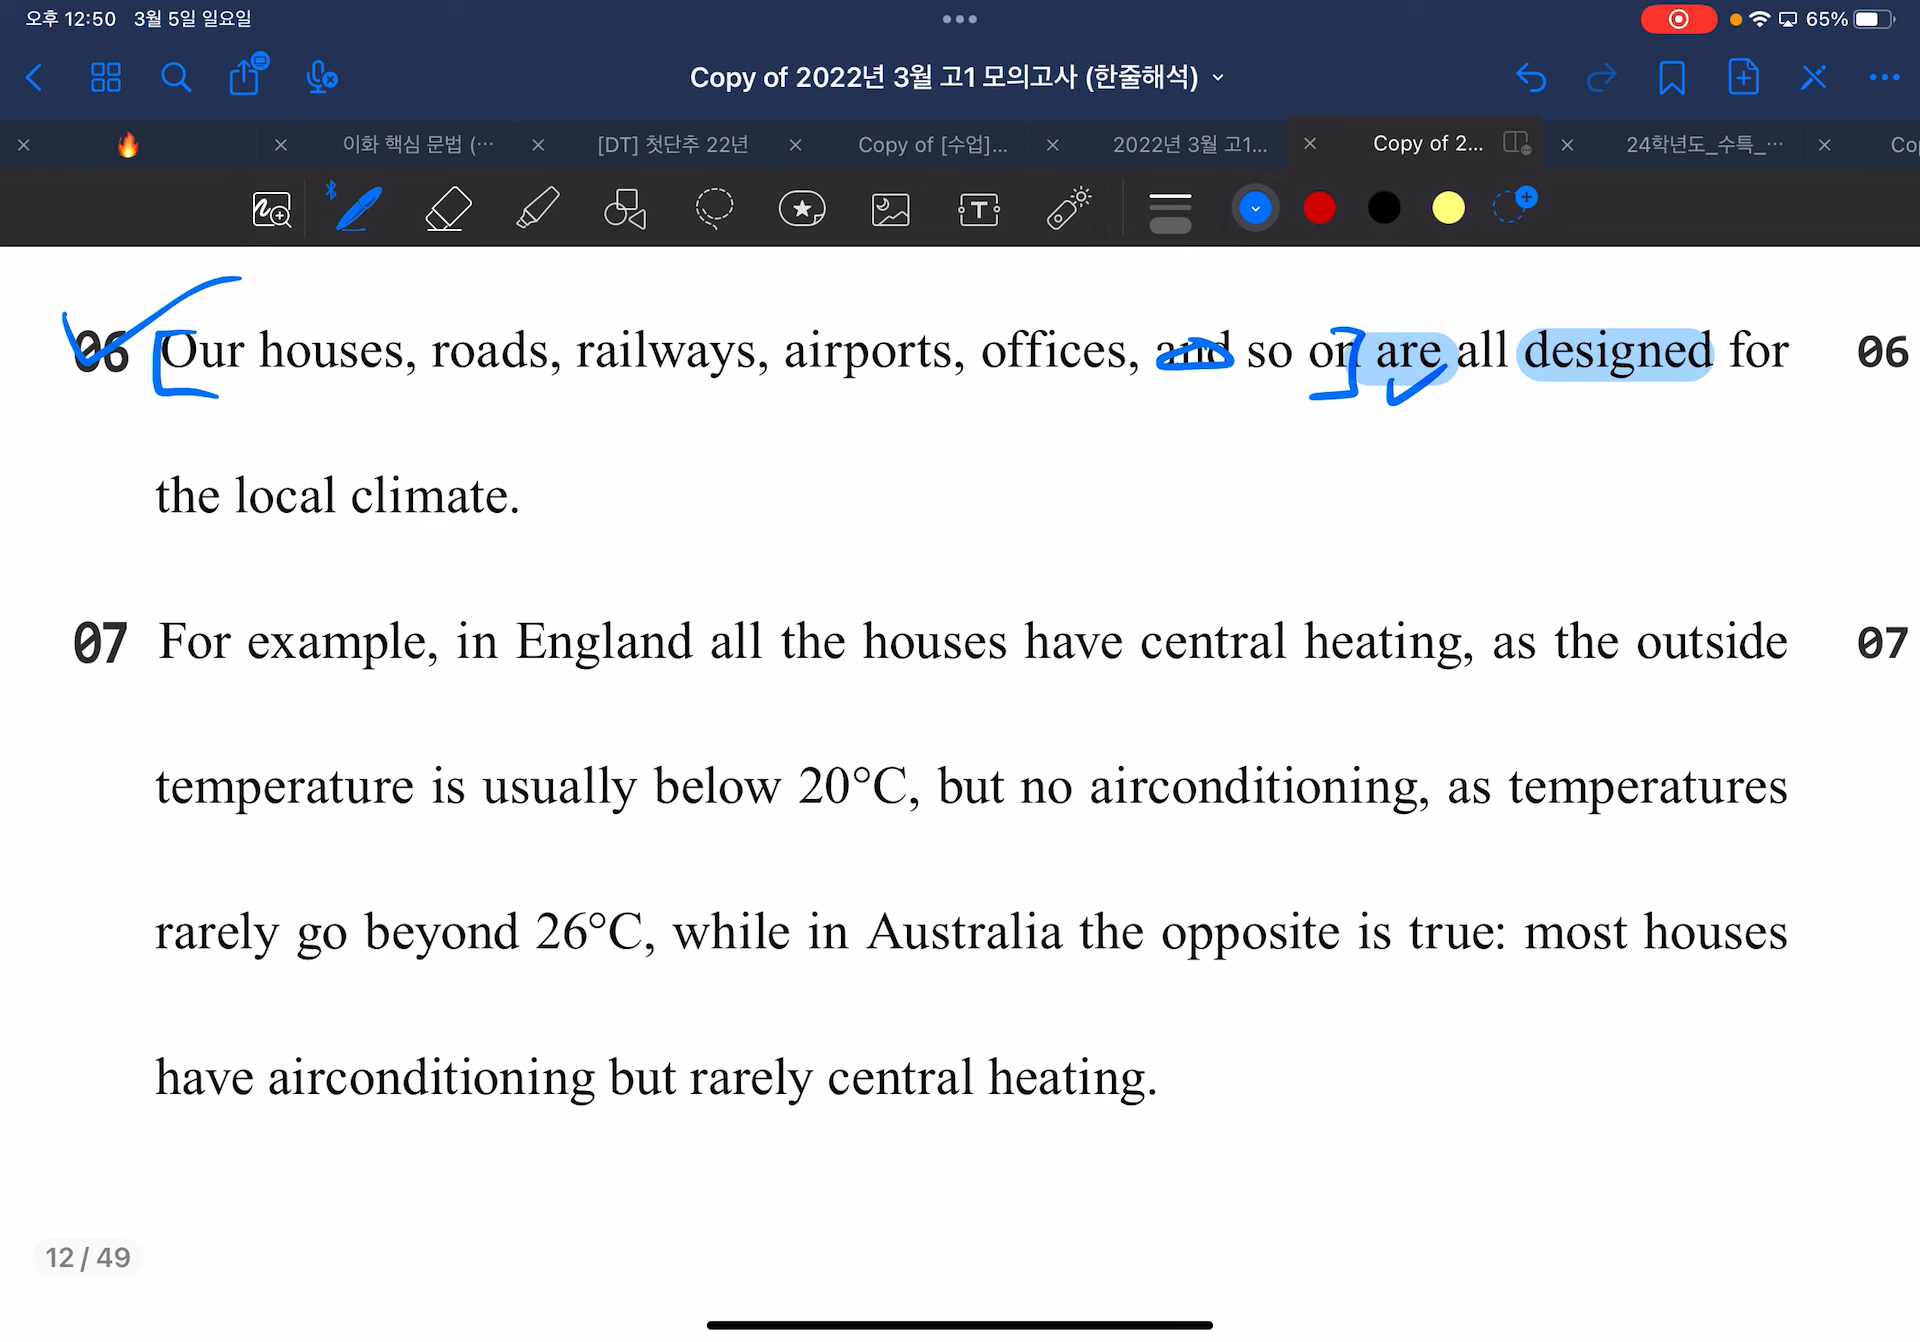 오후 12:50 3월 5일 일요일
65%
Copy of 2022년 3월 고1 모의고사 (한줄해석)
이화 핵심 문법 (…
[DT] 첫단추 22년
Copy of [수업]...
2022년 3월 고1...
Copy of 2...
24학년도_수특_…
Co
T
06 Our houses, roads, railways, airports, offices, and so on are all designed for 06
the local climate.
07 For example, in England all the houses have central heating, as the outside 07
temperature is usually below 20°C, but no airconditioning, as temperatures
rarely go beyond 26°C, while in Australia the opposite is true: most houses
have airconditioning but rarely central heating.
12 / 49